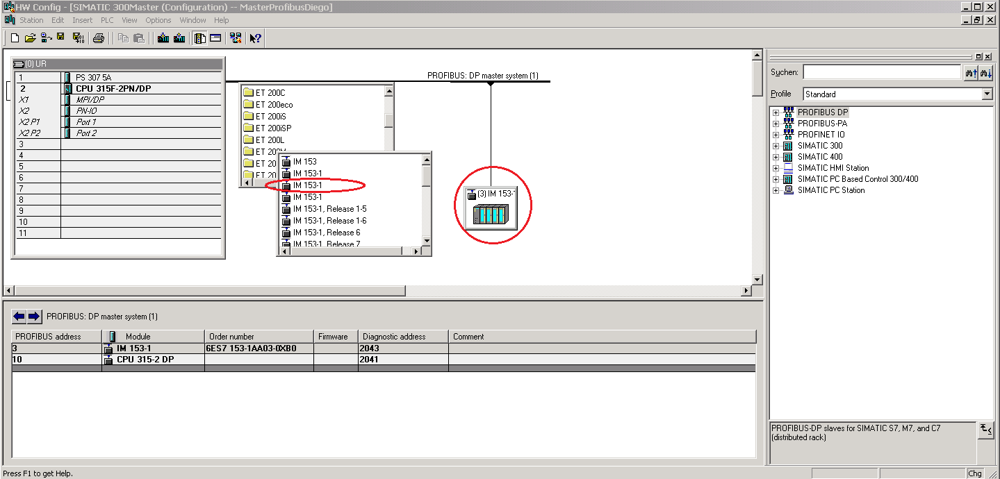 HW Config - [SIMATIC 300Master (Configuration) -- MasterProfibusDiego]
Station Edit Insert PLC View Options Window Help
(0) UR
1 PS 307 5A
2 CPU 315F-2PN/DP
X1 MPI/DP
X2 PN-IO
X2 P1 Port 1
X2 P2 Port 2
3
4
5
6
7
8
9
10
11
PROFIBUS: DP master system (1)
ET 200C
ET 200eco
ET 200iS
ET 200iSP
ET 200L
ET 200M
ET 20
ET 20
IM 153
IM 153-1
IM 153-1
IM 153-1
IM 153-1, Release 1-5
IM 153-1, Release 1-6
IM 153-1, Release 6
IM 153-1, Release 7
(3) IM 153-1
Suchen:
Profile Standard
PROFIBUS DP
PROFIBUS-PA
PROFINET IO
SIMATIC 300
SIMATIC 400
SIMATIC HMI Station
SIMATIC PC Based Control 300/400
SIMATIC PC Station
PROFIBUS-DP slaves for SIMATIC S7, M7, and C7
(distributed rack)
PROFIBUS: DP master system (1)
PROFIBUS address Module Order number Firmware Diagnostic address Comment
3 IM 153-1 6ES7 153-1AA03-0XB0 2043
10 CPU 315-2 DP 2041
Press F1 to get Help.
Chg